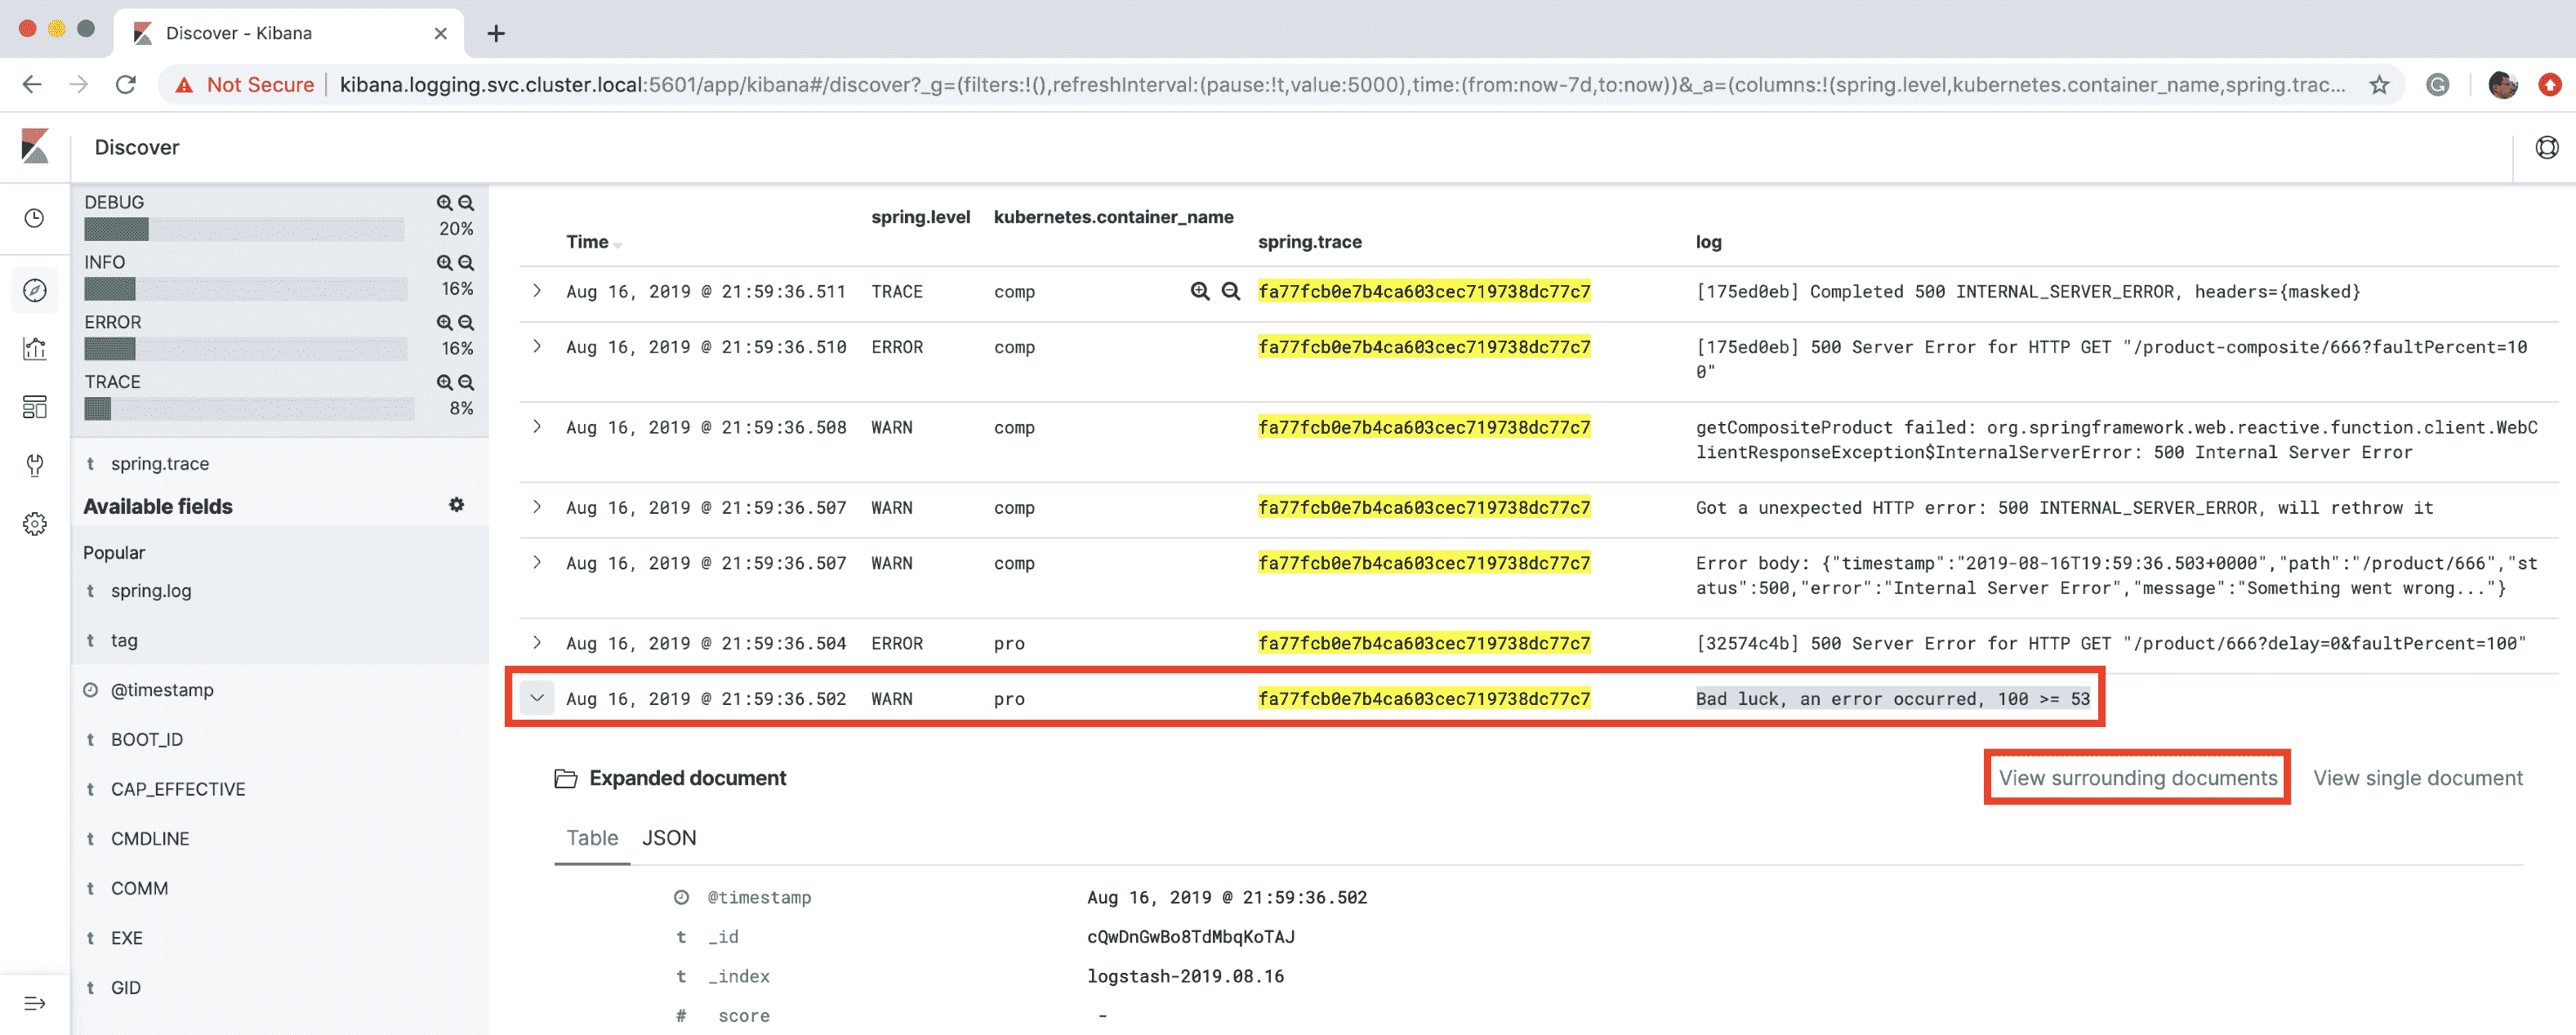 Discover - Kibana
Not Secure | kibana.logging.svc.cluster.local:5601/app/kibana#/discover?_g=(filters:!(),refreshInterval:(pause:!t,value:5000),time:(from:now-7d,to:now))&_a=(columns:!(spring.level,kubernetes.container_name,spring.trac...
Discover
DEBUG
20%
INFO
16%
ERROR
16%
TRACE
8%
t spring.trace
Available fields
Popular
t spring.log
t tag
@timestamp
t BOOT_ID
t CAP_EFFECTIVE
t CMDLINE
t COMM
t EXE
t GID
Time spring.level kubernetes.container_name spring.trace log
Aug 16, 2019 @ 21:59:36.511 TRACE comp fa77fcb0e7b4ca603cec719738dc77c7 [175ed0eb] Completed 500 INTERNAL_SERVER_ERROR, headers={masked}
Aug 16, 2019 @ 21:59:36.510 ERROR comp fa77fcb0e7b4ca603cec719738dc77c7 [175ed0eb] 500 Server Error for HTTP GET "/product-composite/666?faultPercent=10
0"
Aug 16, 2019 @ 21:59:36.508 WARN comp fa77fcb0e7b4ca603cec719738dc77c7 getCompositeProduct failed: org.springframework.web.reactive.function.client.WebC
lientResponseException$InternalServerError: 500 Internal Server Error
Aug 16, 2019 @ 21:59:36.507 WARN comp fa77fcb0e7b4ca603cec719738dc77c7 Got a unexpected HTTP error: 500 INTERNAL_SERVER_ERROR, will rethrow it
Aug 16, 2019 @ 21:59:36.507 WARN comp fa77fcb0e7b4ca603cec719738dc77c7 Error body: {"timestamp":"2019-08-16T19:59:36.503+0000","path":"/product/666","st
atus":500,"error":"Internal Server Error","message":"Something went wrong..."}
Aug 16, 2019 @ 21:59:36.504 ERROR pro fa77fcb0e7b4ca603cec719738dc77c7 [32574c4b] 500 Server Error for HTTP GET "/product/666?delay=0&faultPercent=100"
Aug 16, 2019 @ 21:59:36.502 WARN pro fa77fcb0e7b4ca603cec719738dc77c7 Bad luck, an error occurred, 100 >= 53
Expanded document View surrounding documents View single document
Table JSON
@timestamp Aug 16, 2019 @ 21:59:36.502
t _id cQwDnGwBo8TdMbqKoTAJ
t _index logstash-2019.08.16
# _score -